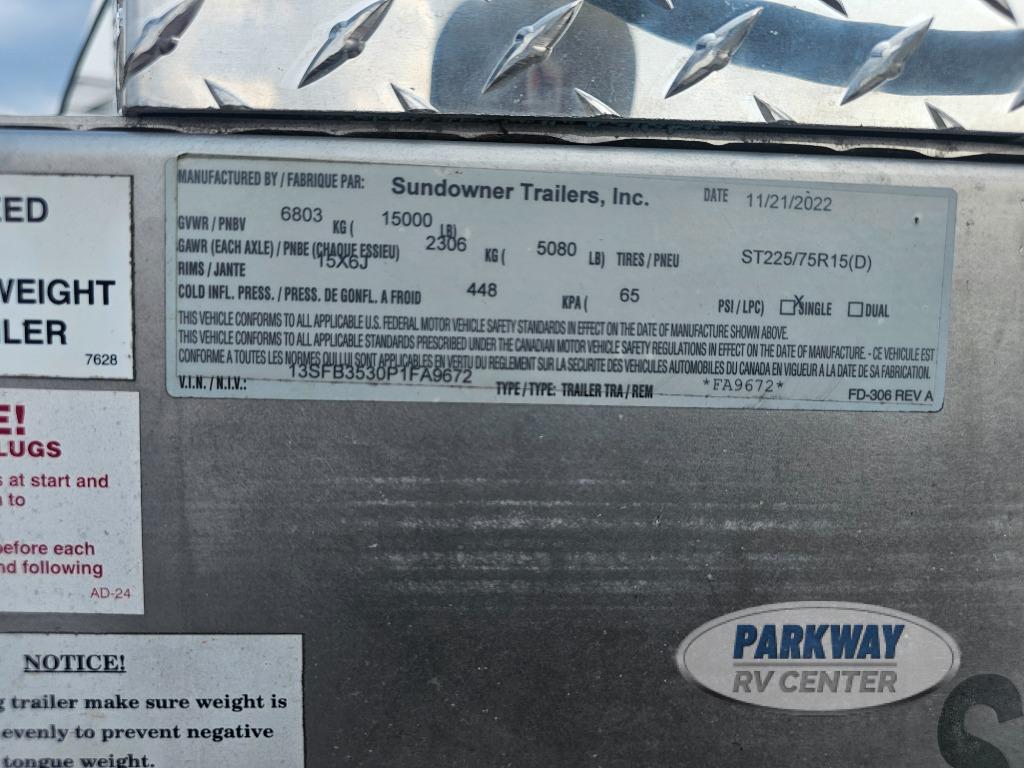 MANUFACTURED BY / FABRIQUE PAR: Sundowner Trailers, Inc. DATE 11/21/2022
GVWR / PNBV 6803 KG ( 15000 LB)
GAWR (EACH AXLE) / PNBE (CHAQUE ESSIEU) 2306 KG ( 5080 LB) TIRES / PNEU ST225/75R15(D)
RIMS / JANTE 15X6J
COLD INFL. PRESS. / PRESS. DE GONFL. A FROID 448 KPA ( 65 PSI / LPC) X SINGLE DUAL
THIS VEHICLE CONFORMS TO ALL APPLICABLE U.S. FEDERAL MOTOR VEHICLE SAFETY STANDARDS IN EFFECT ON THE DATE OF MANUFACTURE SHOWN ABOVE.
THIS VEHICLE CONFORMS TO ALL APPLICABLE STANDARDS PRESCRIBED UNDER THE CANADIAN MOTOR VEHICLE SAFETY REGULATIONS IN EFFECT ON THE DATE OF MANUFACTURE. - CE VEHICULE EST
CONFORME A TOUTES LES NORMES QUI LUI SONT APPLICABLES EN VERTU DU REGLEMENT SUR LA SECURITE DES VEHICULES AUTOMOBILES DU CANADA EN VIGUEUR A LA DATE DE SA FABRICATION.
V.I.N. / N.I.V.: 13SFB3530P1FA9672 TYPE / TYPE: TRAILER TRA / REM *FA9672* FD-306 REV A
EED
WEIGHT
ILER
7628
E!
LUGS
s at start and
n to
before each
nd following
AD-24
NOTICE!
g trailer make sure weight is
evenly to prevent negative
tongue weight.
PARKWAY
RV CENTER
S